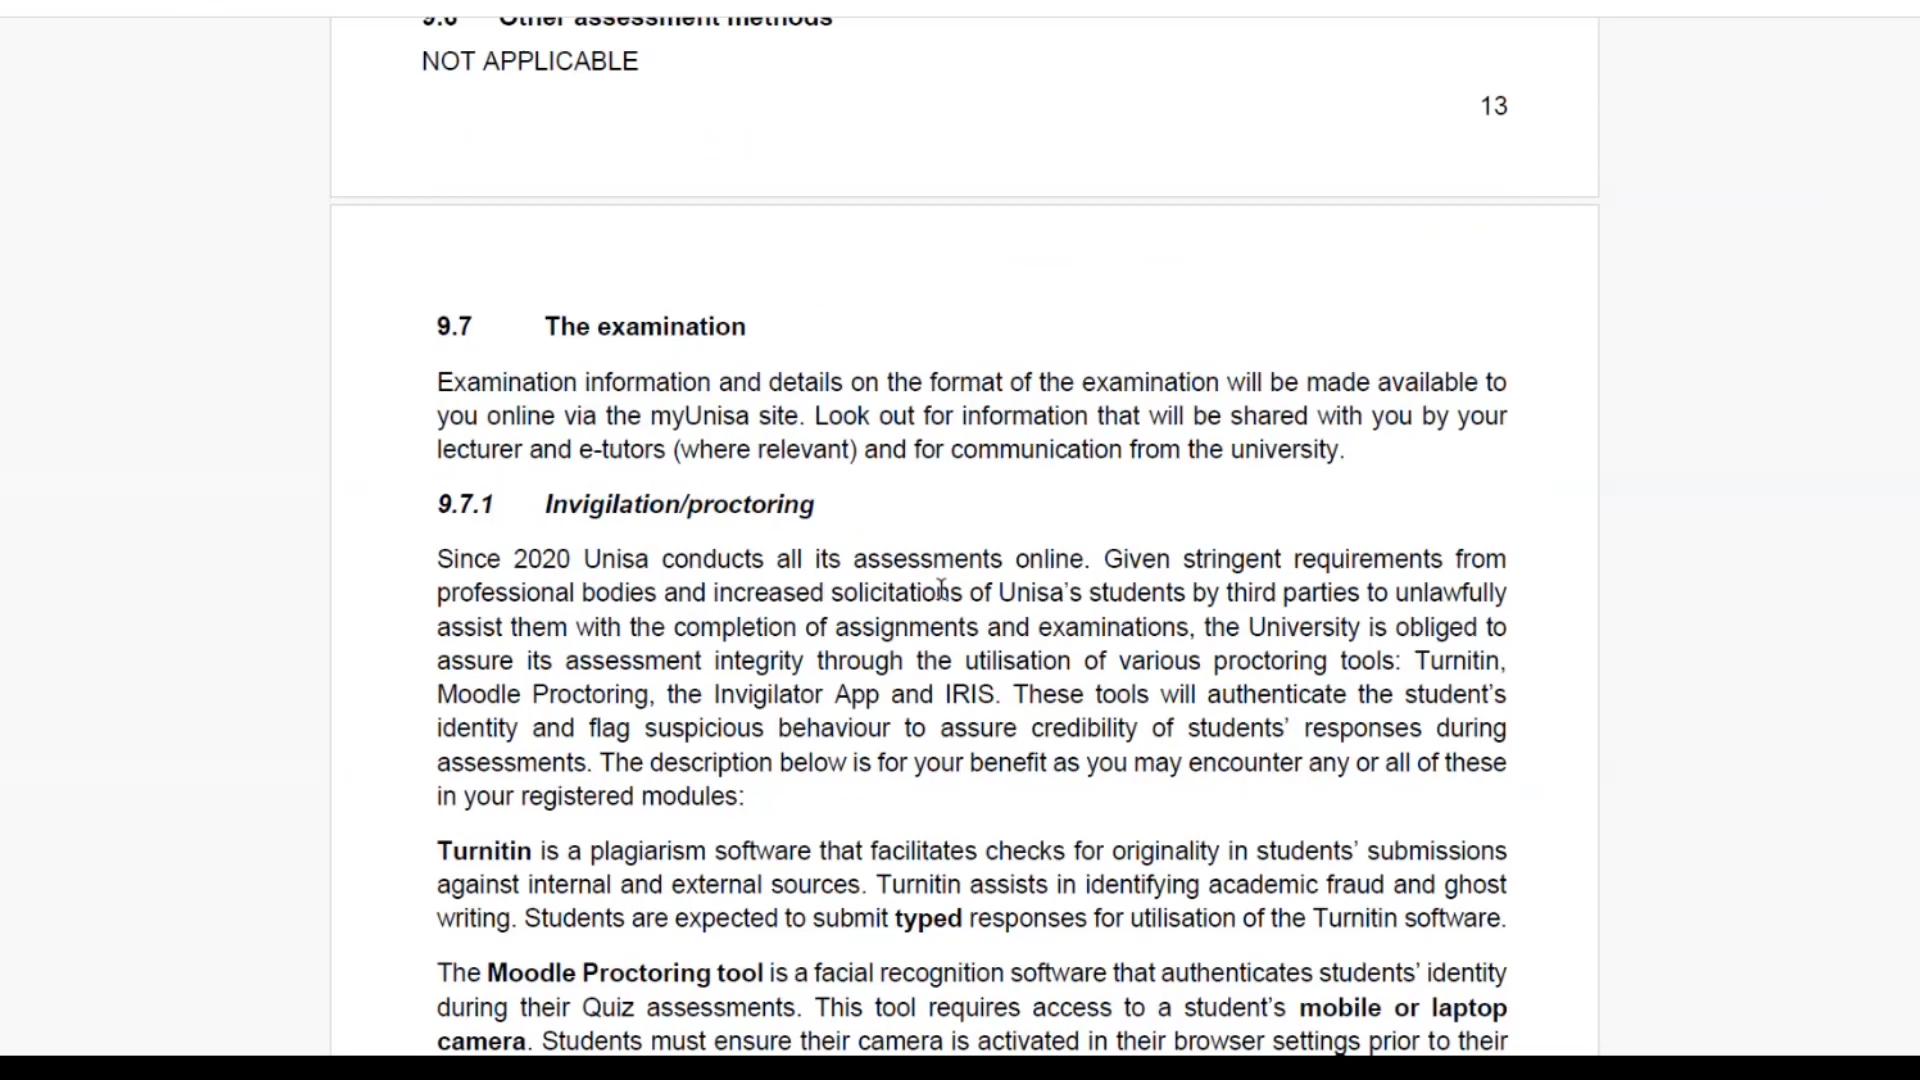 9.6 Other assessment methods
NOT APPLICABLE
13
9.7 The examination
Examination information and details on the format of the examination will be made available to
you online via the myUnisa site. Look out for information that will be shared with you by your
lecturer and e-tutors (where relevant) and for communication from the university.
9.7.1 Invigilation/proctoring
Since 2020 Unisa conducts all its assessments online. Given stringent requirements from
professional bodies and increased solicitations of Unisa’s students by third parties to unlawfully
assist them with the completion of assignments and examinations, the University is obliged to
assure its assessment integrity through the utilisation of various proctoring tools: Turnitin,
Moodle Proctoring, the Invigilator App and IRIS. These tools will authenticate the student’s
identity and flag suspicious behaviour to assure credibility of students’ responses during
assessments. The description below is for your benefit as you may encounter any or all of these
in your registered modules:
Turnitin is a plagiarism software that facilitates checks for originality in students’ submissions
against internal and external sources. Turnitin assists in identifying academic fraud and ghost
writing. Students are expected to submit typed responses for utilisation of the Turnitin software.
The Moodle Proctoring tool is a facial recognition software that authenticates students’ identity
during their Quiz assessments. This tool requires access to a student’s mobile or laptop
camera. Students must ensure their camera is activated in their browser settings prior to their